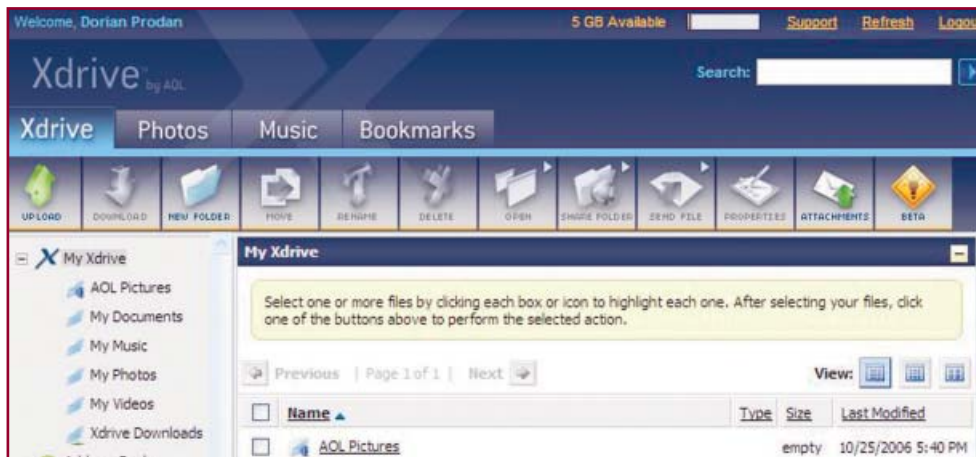 Welcome, Dorian Prodan 5 GB Available Support Refresh Logou
Xdrive™ by AOL
Search:
Xdrive Photos Music Bookmarks
UPLOAD DOWNLOAD NEW FOLDER MOVE RENAME DELETE OPEN SHARE FOLDER SEND FILE PROPERTIES ATTACHMENTS BETA
My Xdrive
AOL Pictures
My Documents
My Music
My Photos
My Videos
Xdrive Downloads
My Xdrive
Select one or more files by clicking each box or icon to highlight each one. After selecting your files, click
one of the buttons above to perform the selected action.
Previous | Page 1 of 1 | Next View:
Name Type Size Last Modified
AOL Pictures empty 10/25/2006 5:40 PM